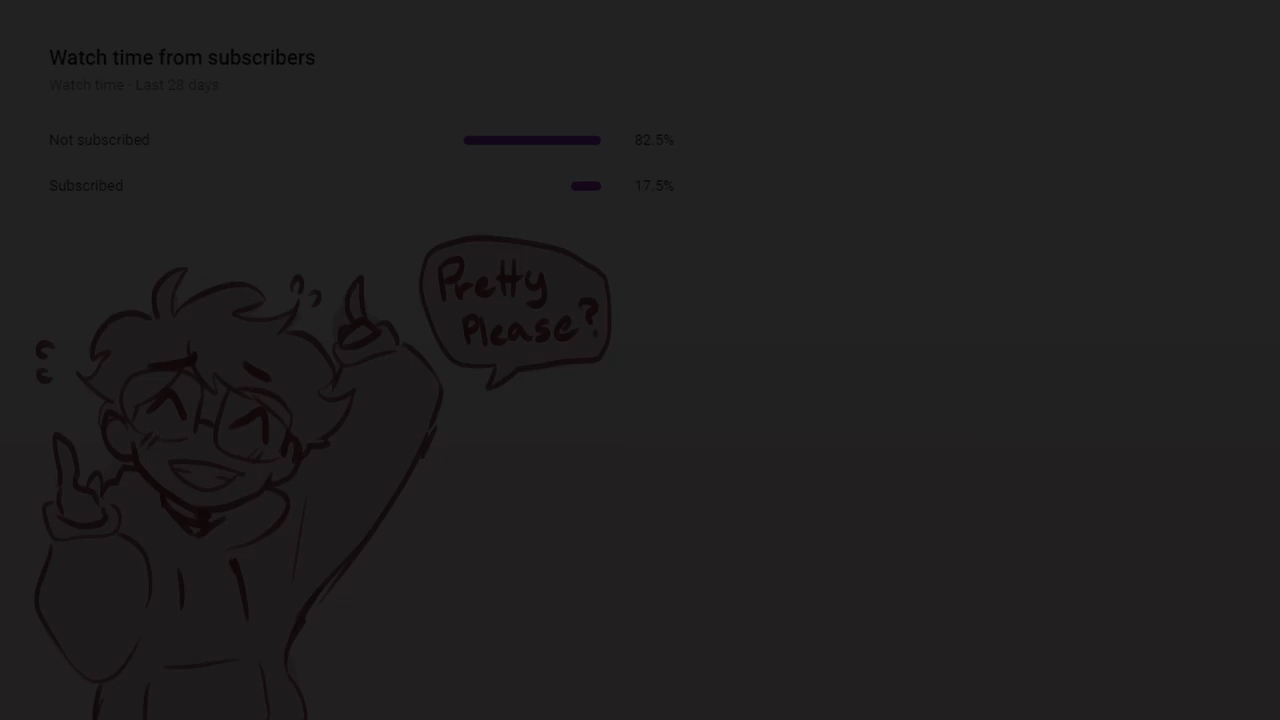 Watch time from subscribers
Watch time · Last 28 days
Not subscribed 82.5%
Subscribed 17.5%
Pretty
Please?